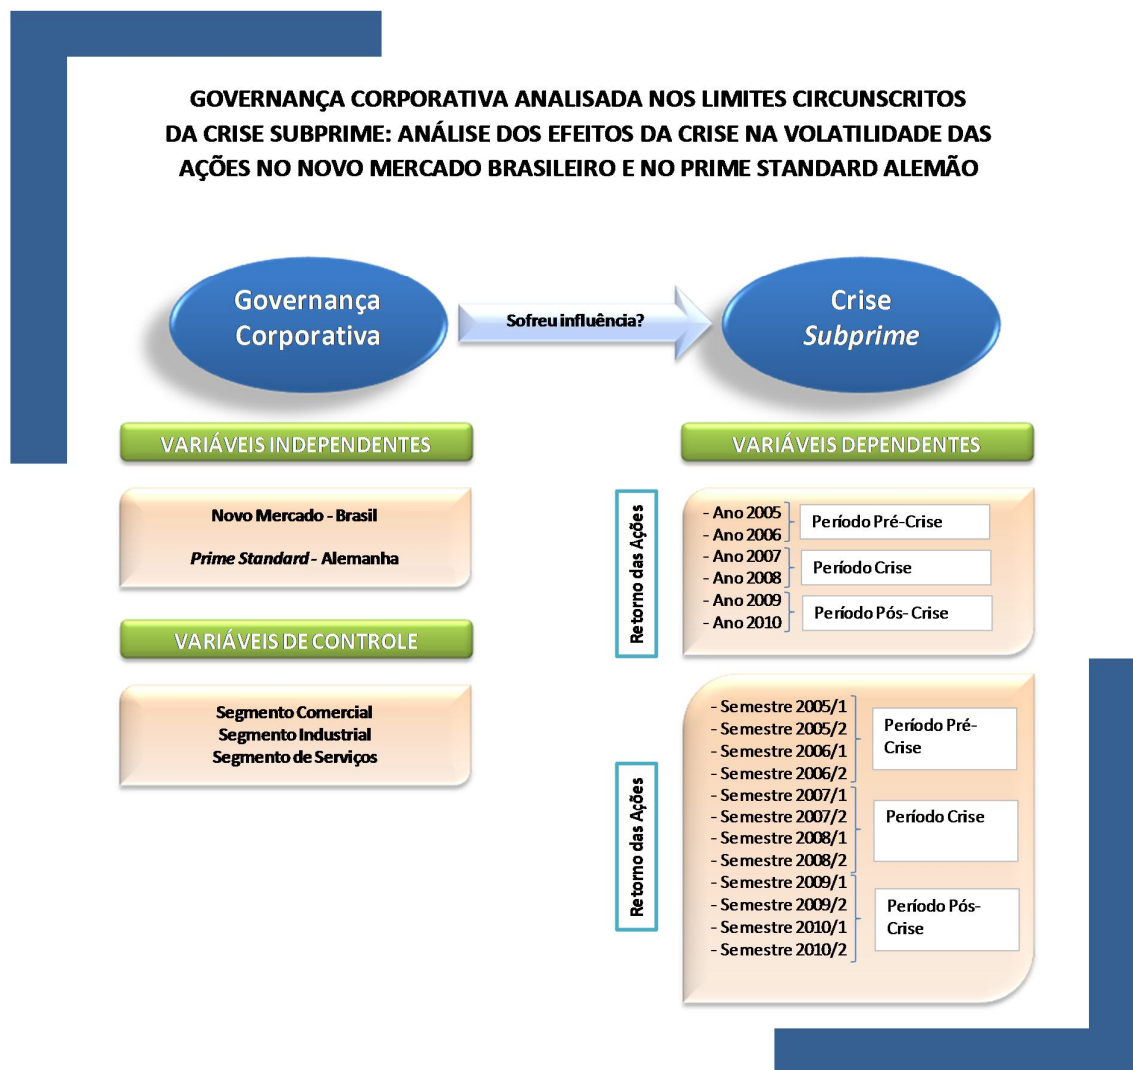 GOVERNANÇA CORPORATIVA ANALISADA NOS LIMITES CIRCUNSCRITOS
DA CRISE SUBPRIME: ANÁLISE DOS EFEITOS DA CRISE NA VOLATILIDADE DAS
AÇÕES NO NOVO MERCADO BRASILEIRO E NO PRIME STANDARD ALEMÃO
Governança
Corporativa
Sofreu influência?
Crise
Subprime
VARIÁVEIS INDEPENDENTES
Novo Mercado - Brasil
Prime Standard - Alemanha
VARIÁVEIS DE CONTROLE
Segmento Comercial
Segmento Industrial
Segmento de Serviços
VARIÁVEIS DEPENDENTES
Retorno das Ações
- Ano 2005
- Ano 2006
- Ano 2007
- Ano 2008
- Ano 2009
- Ano 2010
Período Pré-Crise
Período Crise
Período Pós- Crise
Retorno das Ações
- Semestre 2005/1
- Semestre 2005/2
- Semestre 2006/1
- Semestre 2006/2
- Semestre 2007/1
- Semestre 2007/2
- Semestre 2008/1
- Semestre 2008/2
- Semestre 2009/1
- Semestre 2009/2
- Semestre 2010/1
- Semestre 2010/2
Período Pré-
Crise
Período Crise
Período Pós-
Crise